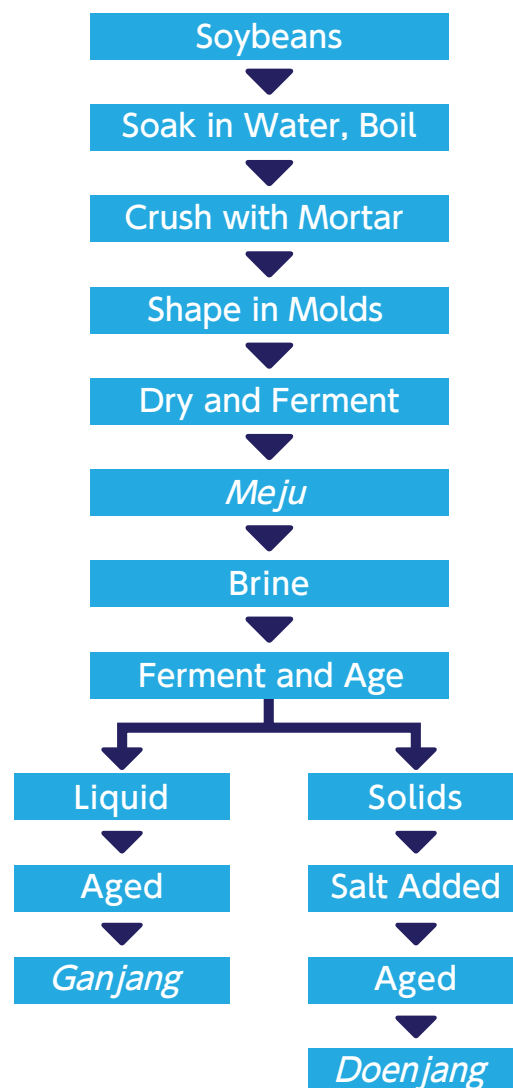 Soybeans
Soak in Water, Boil
Crush with Mortar
Shape in Molds
Dry and Ferment
Meju
Brine
Ferment and Age
Liquid
Solids
Aged
Salt Added
Ganjang
Aged
Doenjang